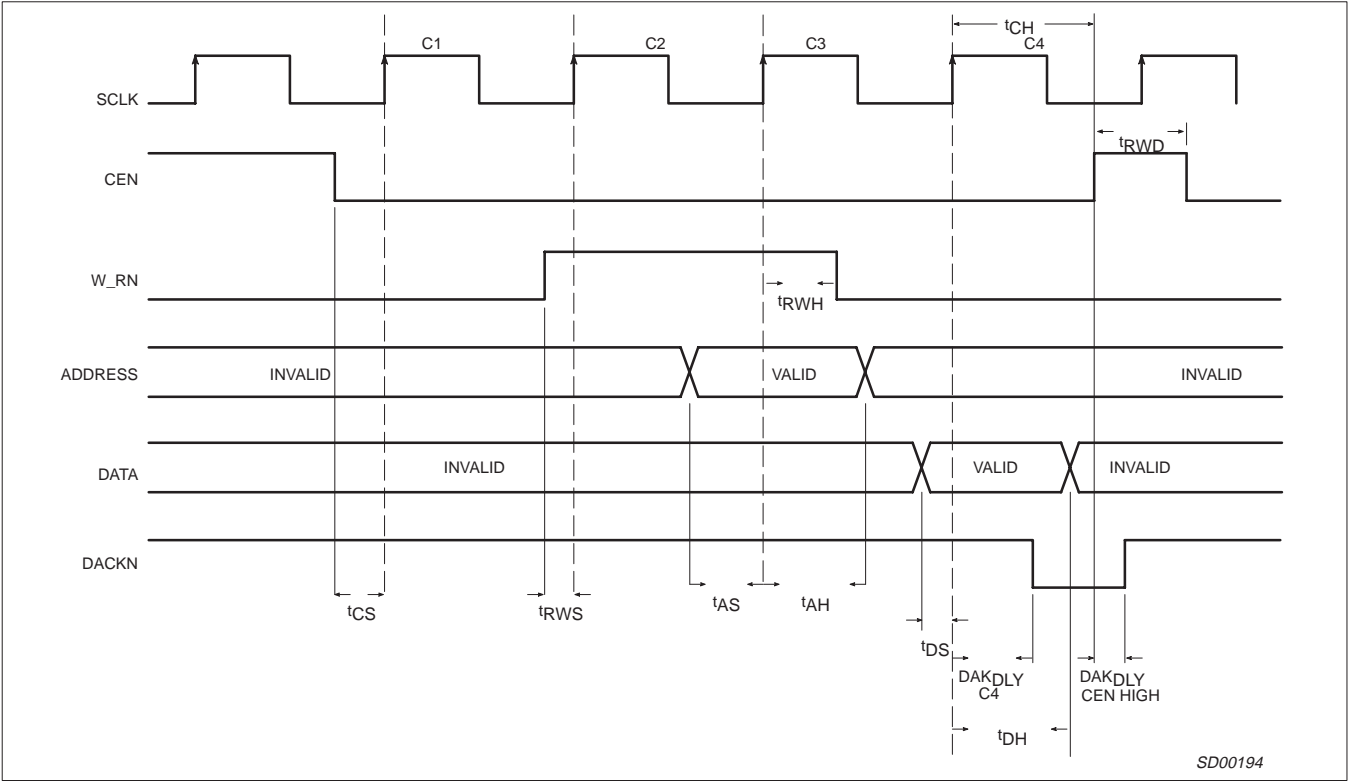 tCH
C1 C2 C3 C4
SCLK
tRWD
CEN
W_RN
tRWH
ADDRESS INVALID VALID INVALID
DATA INVALID VALID INVALID
DACKN
tCS tRWS tAS tAH
tDS
DAKDLY C4
DAKDLY CEN HIGH
tDH
SD00194